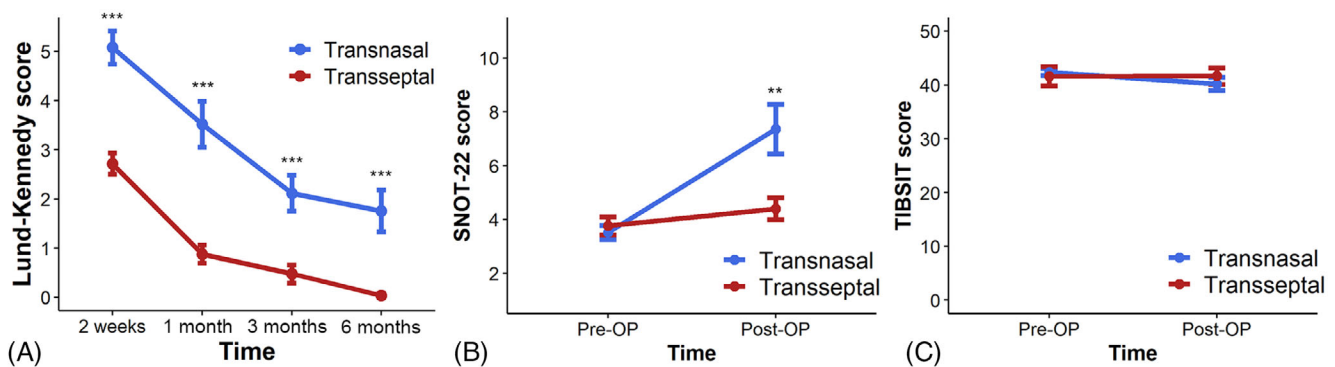 Lund-Kennedy score
5
4
3
2
1
0
***
***
***
***
Transnasal
Transseptal
2 weeks 1 month 3 months 6 months
(A) Time
SNOT-22 score
10
8
6
4
2
**
Transnasal
Transseptal
Pre-OP Post-OP
(B) Time
TIBSIT score
50
40
30
20
10
0
Transnasal
Transseptal
Pre-OP Post-OP
(C) Time